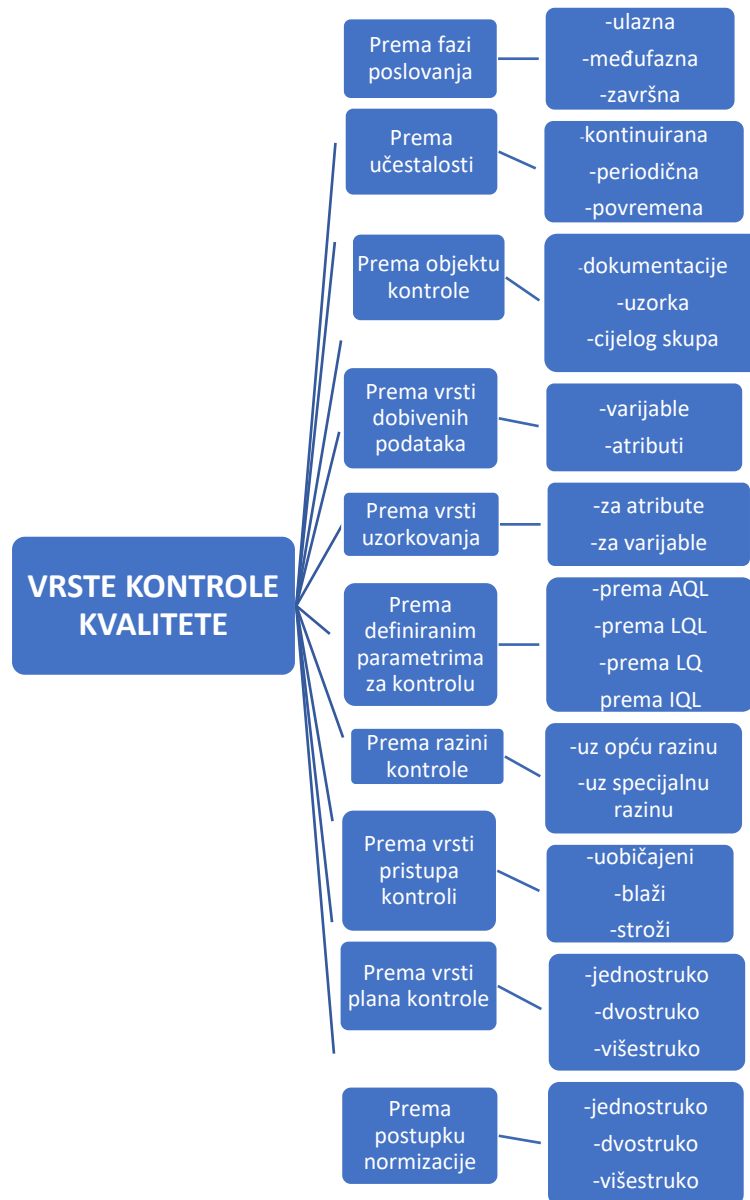 Prema fazi
poslovanja
-ulazna
-međufazna
-završna
Prema
učestalosti
-kontinuirana
-periodična
-povremena
Prema objektu
kontrole
-dokumentacije
-uzorka
-cijelog skupa
Prema vrsti
dobivenih
podataka
-varijable
-atributi
Prema vrsti
uzorkovanja
-za atribute
-za varijable
VRSTE KONTROLE
KVALITETE
Prema
definiranim
parametrima
za kontrolu
-prema AQL
-prema LQL
-prema LQ
prema IQL
Prema razini
kontrole
-uz opću razinu
-uz specijalnu
razinu
Prema vrsti
pristupa
kontroli
-uobičajeni
-blaži
-stroži
Prema vrsti
plana kontrole
-jednostruko
-dvostruko
-višestruko
Prema
postupku
normizacije
-jednostruko
-dvostruko
-višestruko